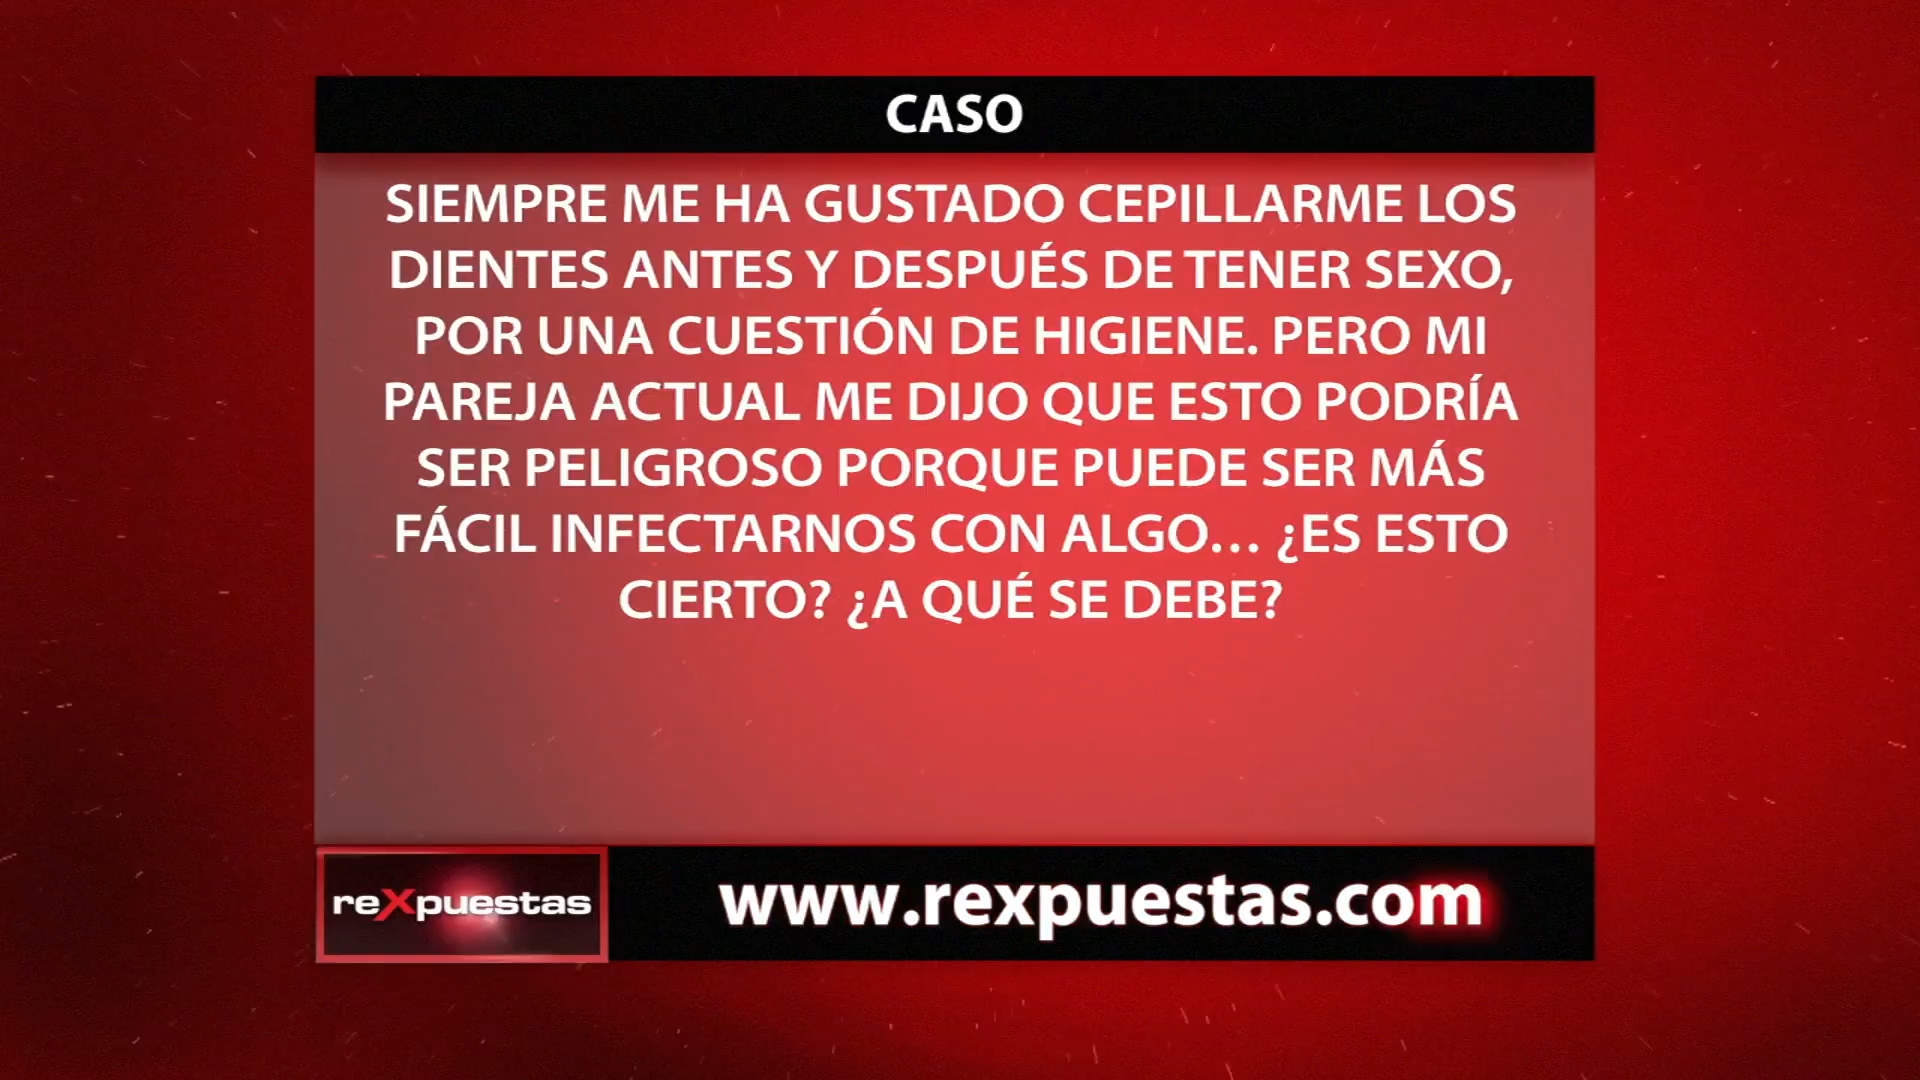 CASO
SIEMPRE ME HA GUSTADO CEPILLARME LOS
DIENTES ANTES Y DESPUÉS DE TENER SEXO,
POR UNA CUESTIÓN DE HIGIENE. PERO MI
PAREJA ACTUAL ME DIJO QUE ESTO PODRÍA
SER PELIGROSO PORQUE PUEDE SER MÁS
FÁCIL INFECTARNOS CON ALGO... ¿ES ESTO
CIERTO? ¿A QUÉ SE DEBE?
reXpuestas
www.rexpuestas.com